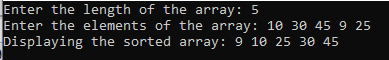 Enter the length of the array: 5
Enter the elements of the array: 10 30 45 9 25
Displaying the sorted array: 9 10 25 30 45